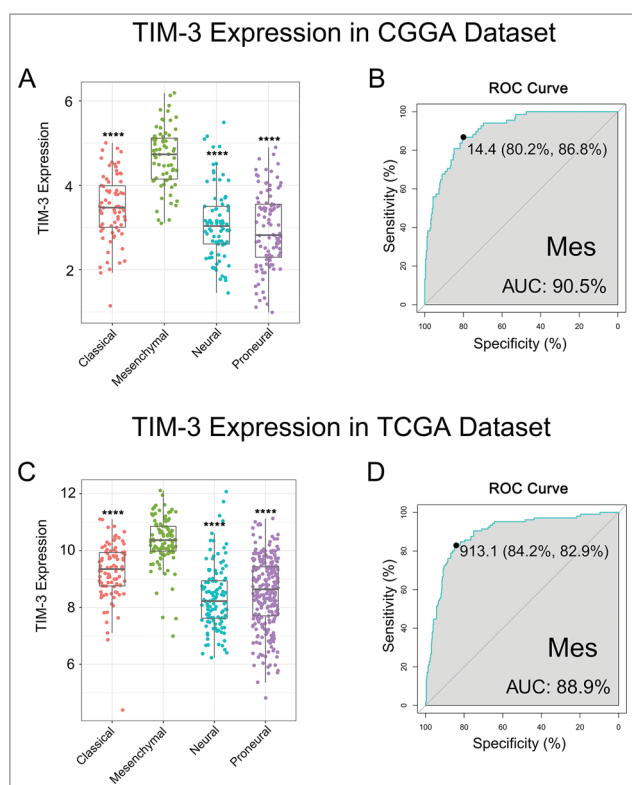 TIM-3 Expression in CGGA Dataset
A
TIM-3 Expression
6
4
2
****
****
****
Classical
Mesenchymal
Neural
Proneural
B
ROC Curve
Sensitivity (%)
100
80
60
40
20
0
14.4 (80.2%, 86.8%)
Mes
AUC: 90.5%
100 80 60 40 20 0
Specificity (%)
TIM-3 Expression in TCGA Dataset
C
TIM-3 Expression
12
10
8
6
****
****
****
Classical
Mesenchymal
Neural
Proneural
D
ROC Curve
Sensitivity (%)
100
80
60
40
20
0
913.1 (84.2%, 82.9%)
Mes
AUC: 88.9%
100 80 60 40 20 0
Specificity (%)